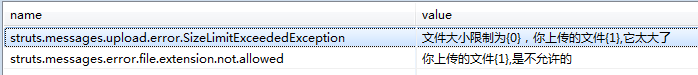 name value
struts.messages.upload.error.SizeLimitExceededException 文件大小限制为{0}，你上传的文件{1},它太大了
struts.messages.error.file.extension.not.allowed 你上传的文件{1},是不允许的